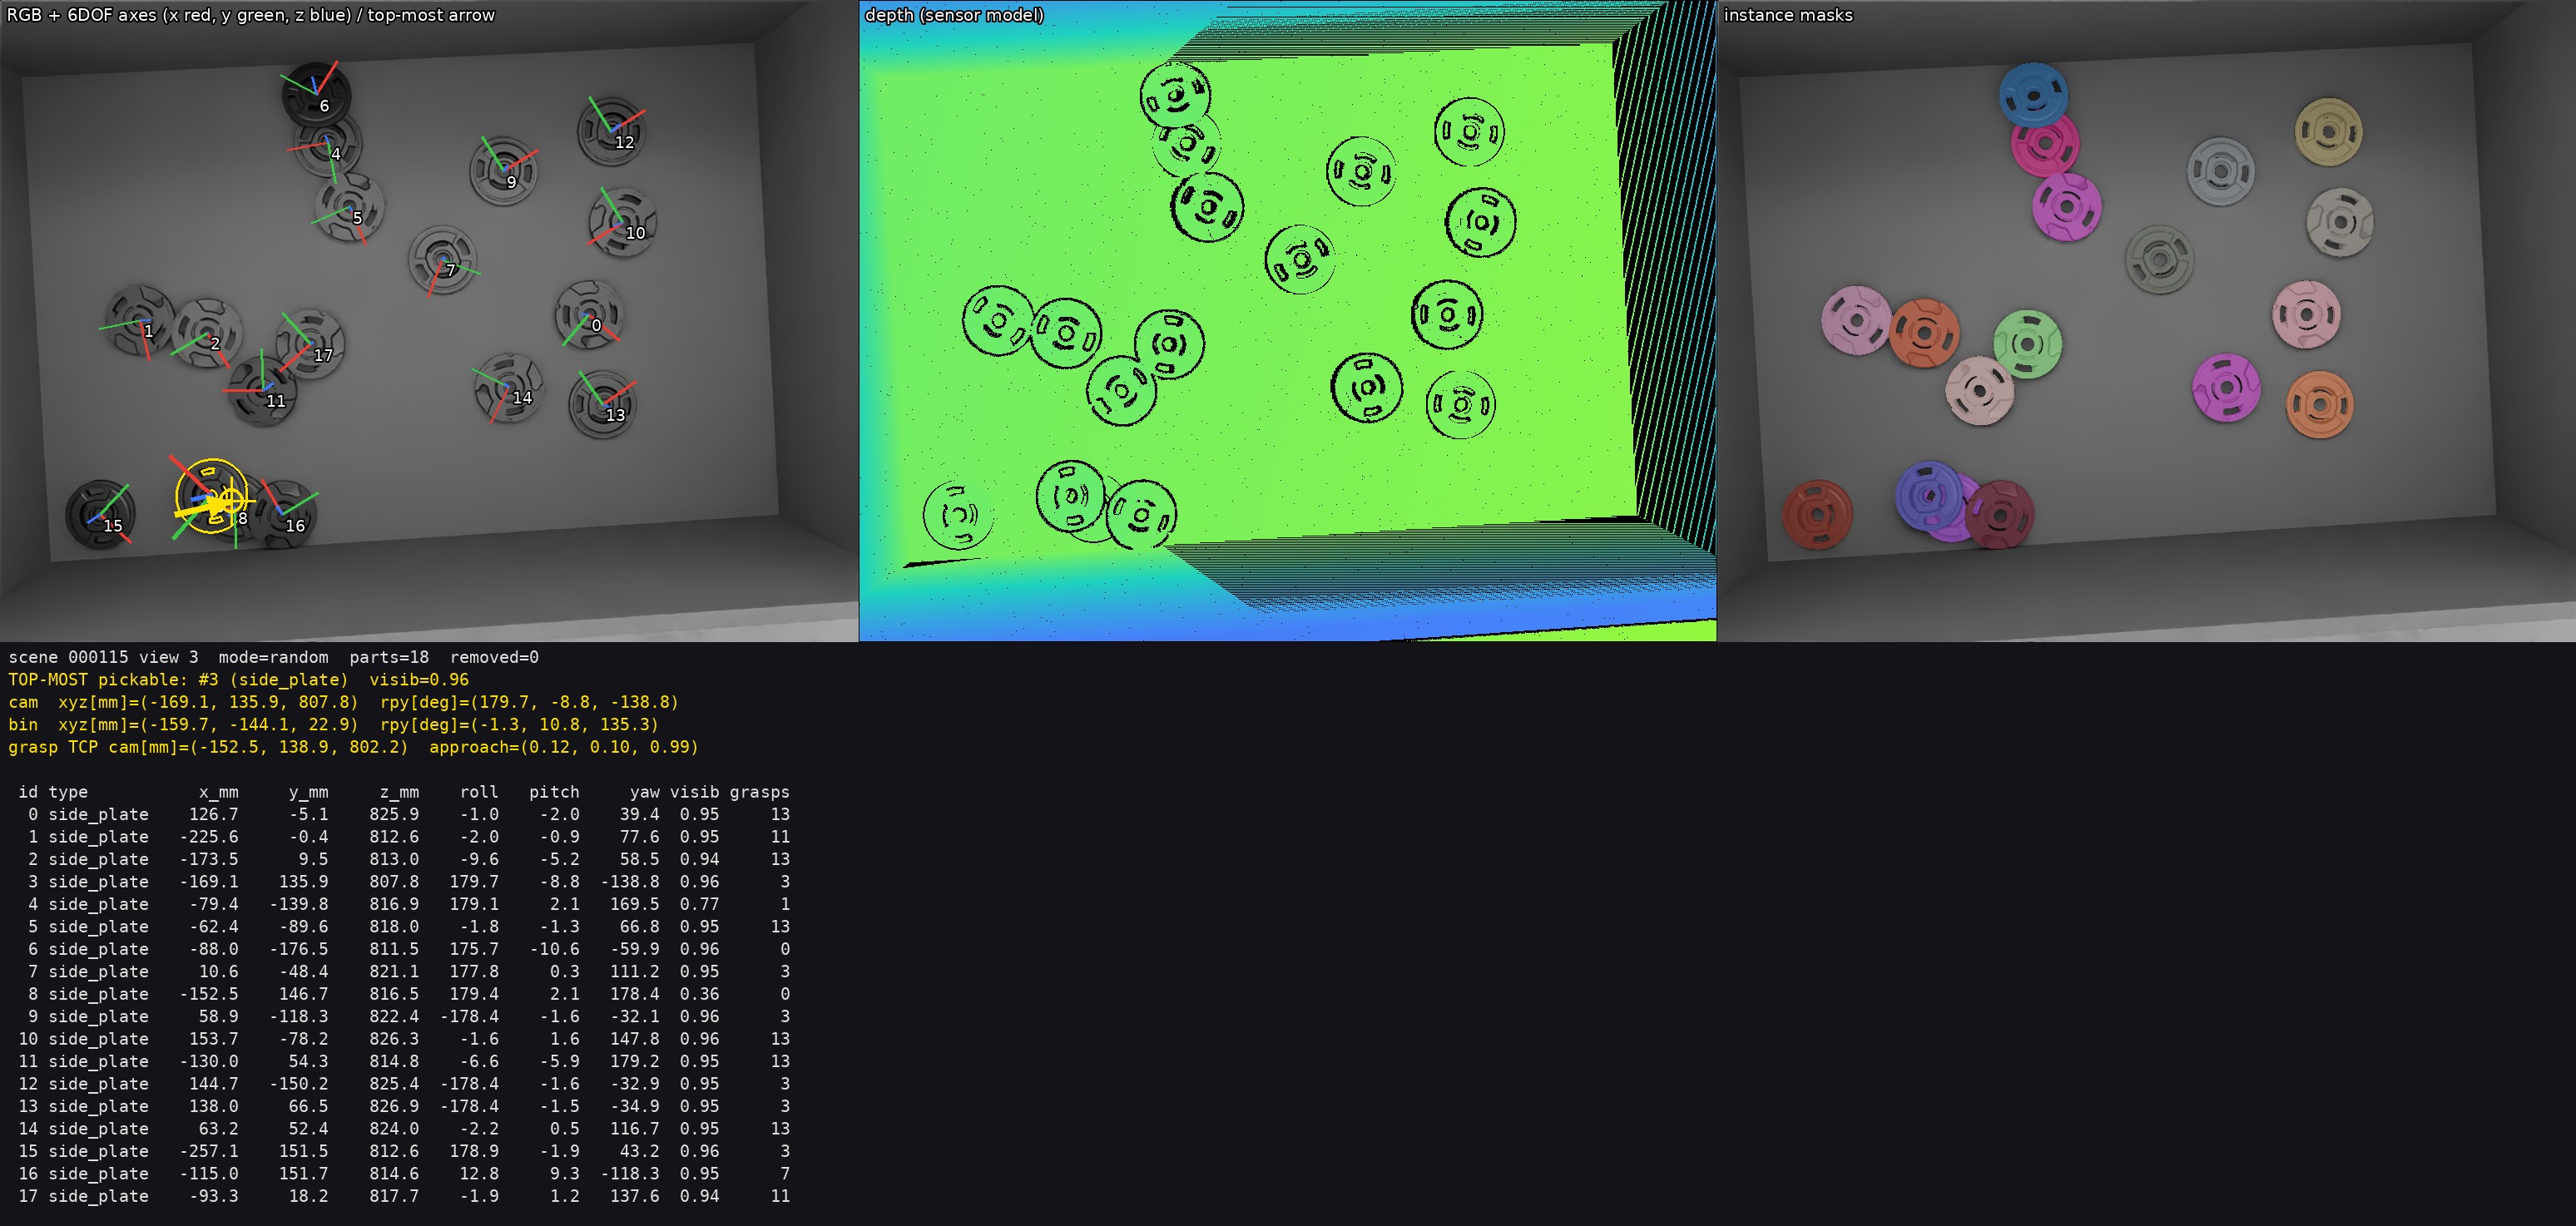 RGB + 6DOF axes (x red, y green, z blue) / top-most arrow
depth (sensor model)
instance masks
6
4
12
9
5
10
7
0
1
2
17
11
14
13
8
15
16
scene 000115 view 3  mode=random  parts=18  removed=0
TOP-MOST pickable: #3 (side_plate)  visib=0.96
cam  xyz[mm]=(-169.1, 135.9, 807.8)  rpy[deg]=(179.7, -8.8, -138.8)
bin  xyz[mm]=(-159.7, -144.1, 22.9)  rpy[deg]=(-1.3, 10.8, 135.3)
grasp TCP cam[mm]=(-152.5, 138.9, 802.2)  approach=(0.12, 0.10, 0.99)
id type x_mm y_mm z_mm roll pitch yaw visib grasps
0 side_plate 126.7 -5.1 825.9 -1.0 -2.0 39.4 0.95 13
1 side_plate -225.6 -0.4 812.6 -2.0 -0.9 77.6 0.95 11
2 side_plate -173.5 9.5 813.0 -9.6 -5.2 58.5 0.94 13
3 side_plate -169.1 135.9 807.8 179.7 -8.8 -138.8 0.96 3
4 side_plate -79.4 -139.8 816.9 179.1 2.1 169.5 0.77 1
5 side_plate -62.4 -89.6 818.0 -1.8 -1.3 66.8 0.95 13
6 side_plate -88.0 -176.5 811.5 175.7 -10.6 -59.9 0.96 0
7 side_plate 10.6 -48.4 821.1 177.8 0.3 111.2 0.95 3
8 side_plate -152.5 146.7 816.5 179.4 2.1 178.4 0.36 0
9 side_plate 58.9 -118.3 822.4 -178.4 -1.6 -32.1 0.96 3
10 side_plate 153.7 -78.2 826.3 -1.6 1.6 147.8 0.96 13
11 side_plate -130.0 54.3 814.8 -6.6 -5.9 179.2 0.95 13
12 side_plate 144.7 -150.2 825.4 -178.4 -1.6 -32.9 0.95 3
13 side_plate 138.0 66.5 826.9 -178.4 -1.5 -34.9 0.95 3
14 side_plate 63.2 52.4 824.0 -2.2 0.5 116.7 0.95 13
15 side_plate -257.1 151.5 812.6 178.9 -1.9 43.2 0.96 3
16 side_plate -115.0 151.7 814.6 12.8 9.3 -118.3 0.95 7
17 side_plate -93.3 18.2 817.7 -1.9 1.2 137.6 0.94 11